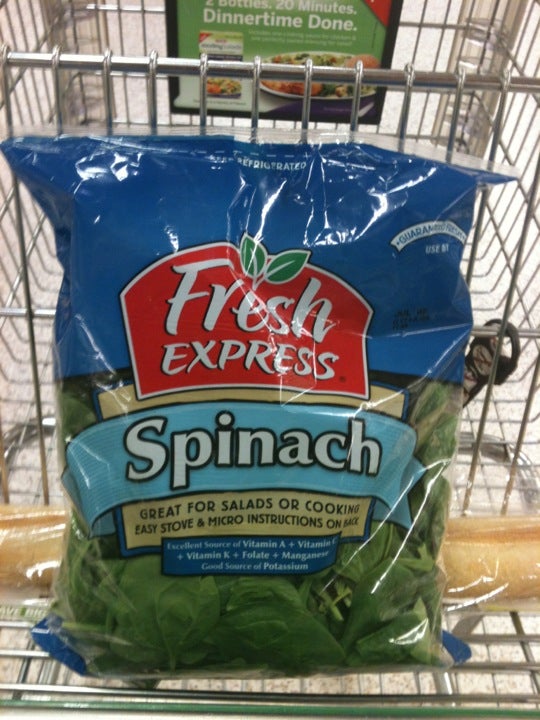 2 Bottles. 20 Minutes.
Dinnertime Done.
REFRIGERATED
GUARANTEED
USE BY
Fresh
EXPRESS
Spinach
GREAT FOR SALADS OR COOKING
EASY STOVE & MICRO INSTRUCTIONS ON BACK
Excellent Source of Vitamin A + Vitamin C
+ Vitamin K + Folate + Manganese
Good Source of Potassium